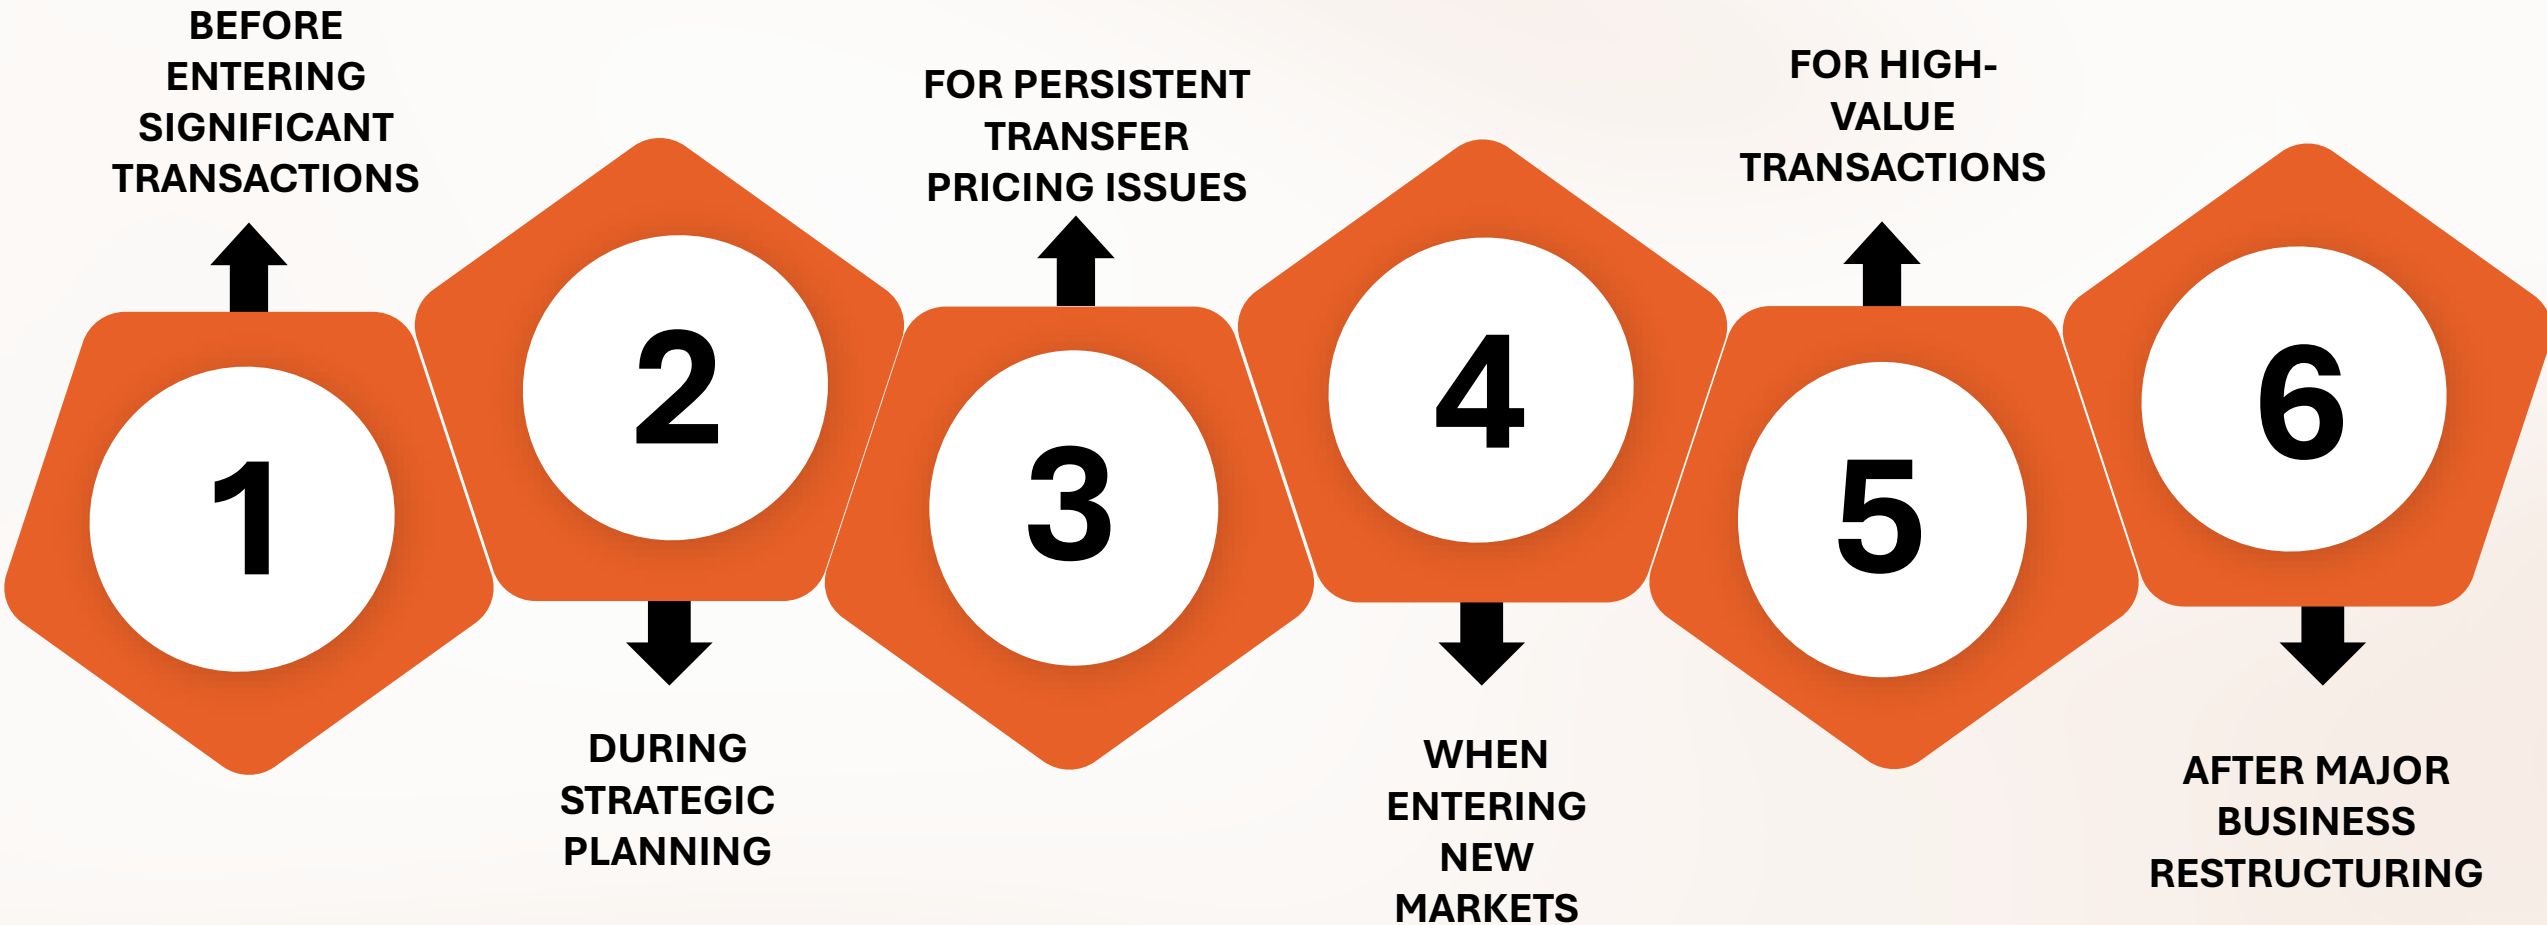 BEFORE
ENTERING
SIGNIFICANT
TRANSACTIONS
1
2
DURING
STRATEGIC
PLANNING
FOR PERSISTENT
TRANSFER
PRICING ISSUES
3
4
WHEN
ENTERING
NEW
MARKETS
FOR HIGH-
VALUE
TRANSACTIONS
5
6
AFTER MAJOR
BUSINESS
RESTRUCTURING